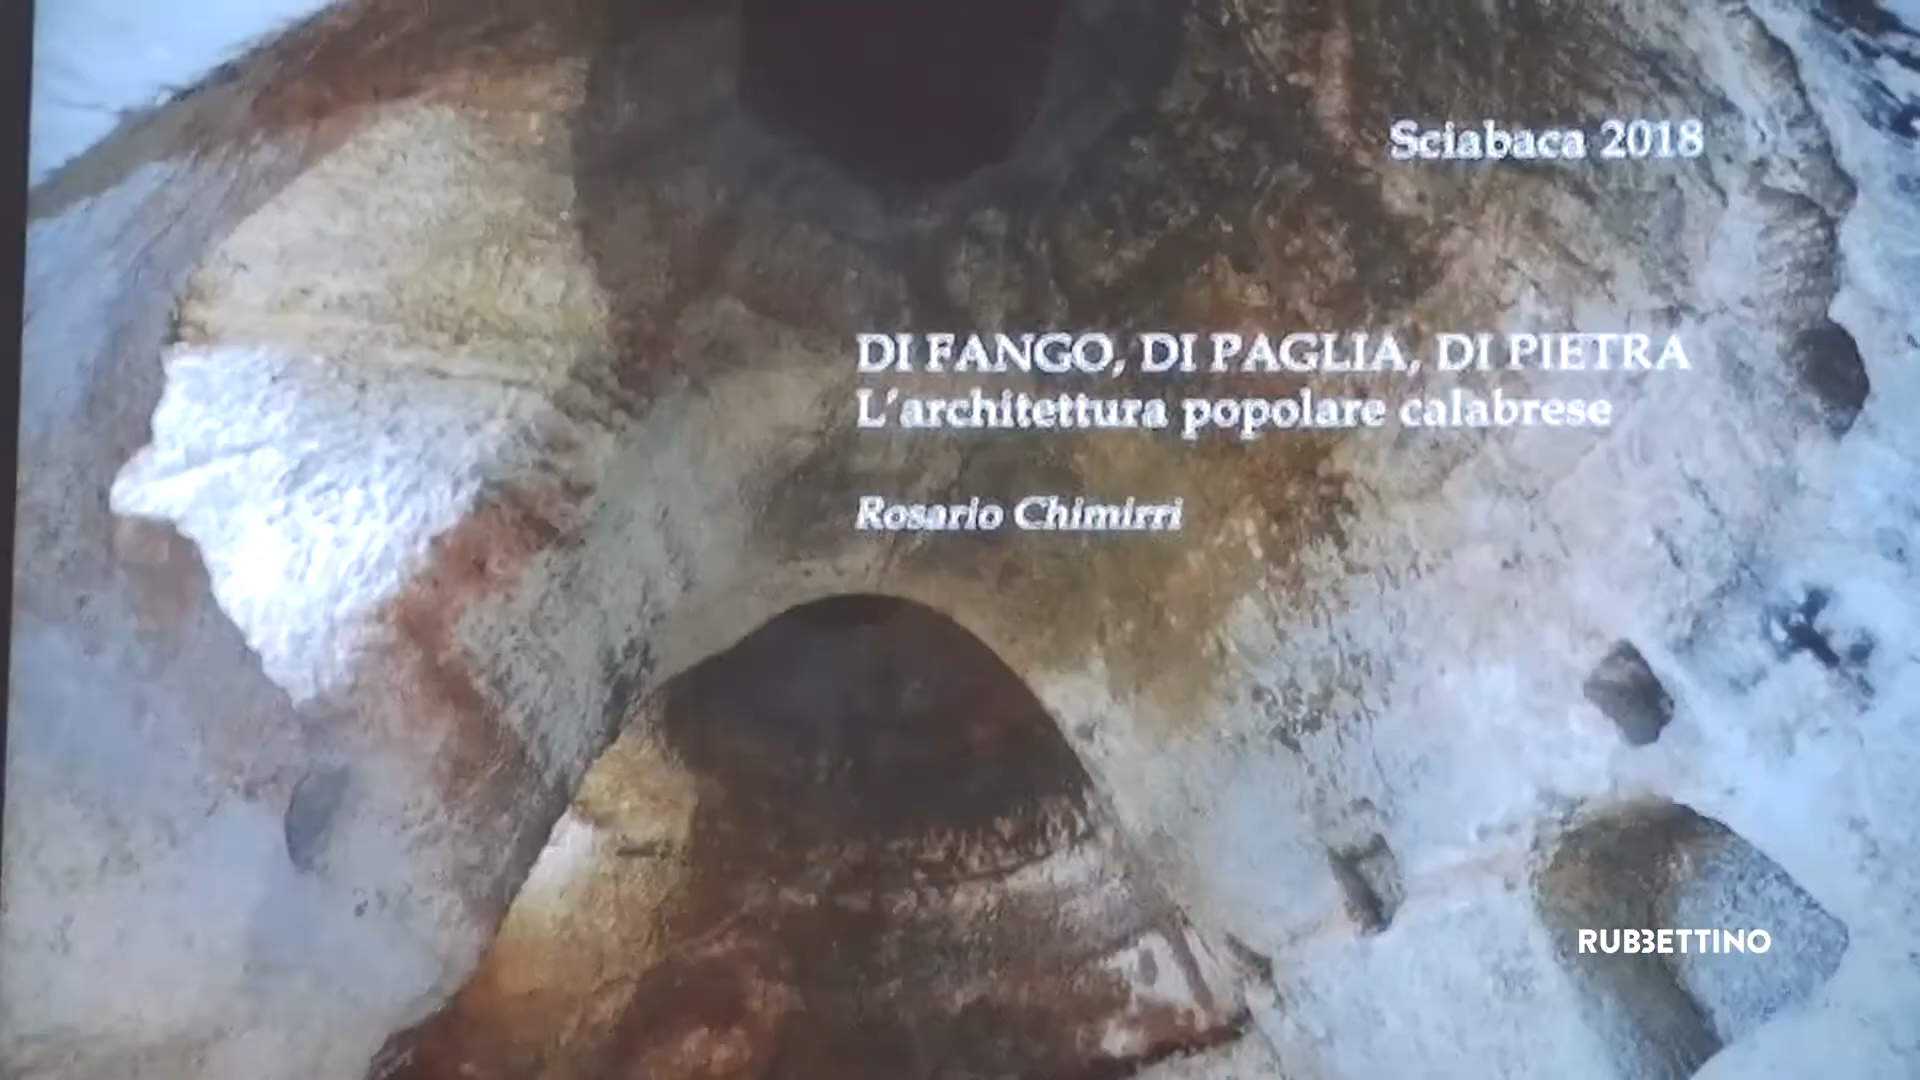 Sciabaca 2018
DI FANGO, DI PAGLIA, DI PIETRA
L'architettura popolare calabrese
Rosario Chimirri
RUBBETTINO